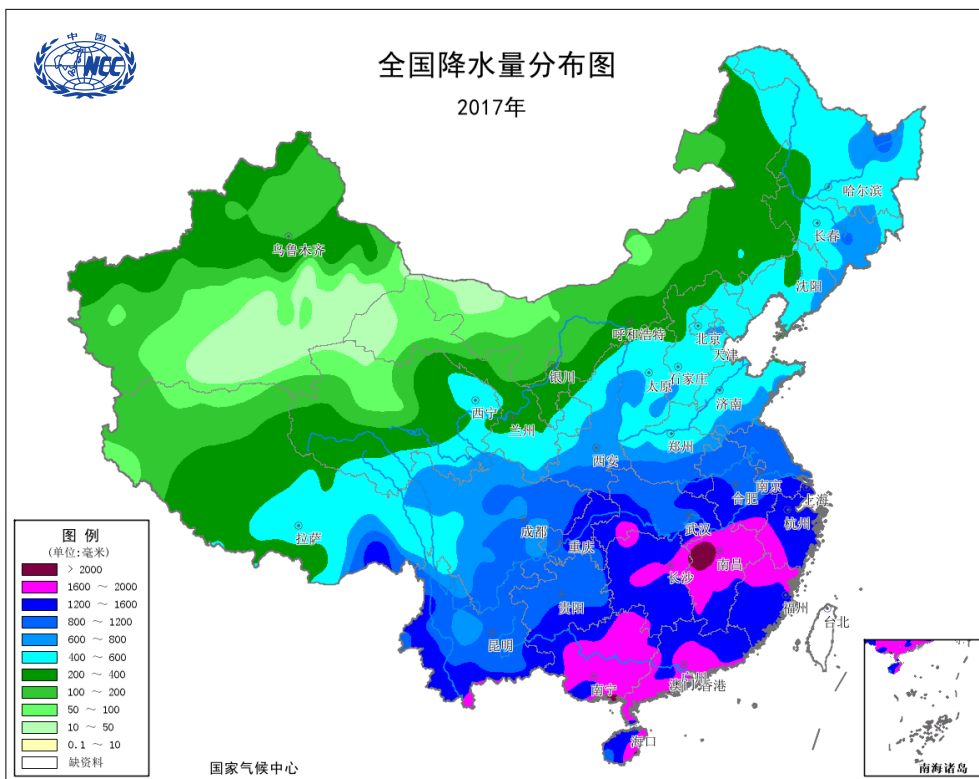 中国
NCC
全国降水量分布图
2017年
哈尔滨
长春
乌鲁木齐
沈阳
呼和浩特
北京
天津
银川
太原
石家庄
西宁
济南
兰州
郑州
西安
南京
合肥
上海
拉萨
成都
武汉
杭州
重庆
南昌
长沙
贵阳
福州
台北
昆明
广州
南宁
澳门
香港
海口
图 例
(单位:毫米)
> 2000
1600 ~ 2000
1200 ~ 1600
800 ~ 1200
600 ~ 800
400 ~ 600
200 ~ 400
100 ~ 200
50 ~ 100
10 ~ 50
0.1 ~ 10
缺资料
国家气候中心
南海诸岛